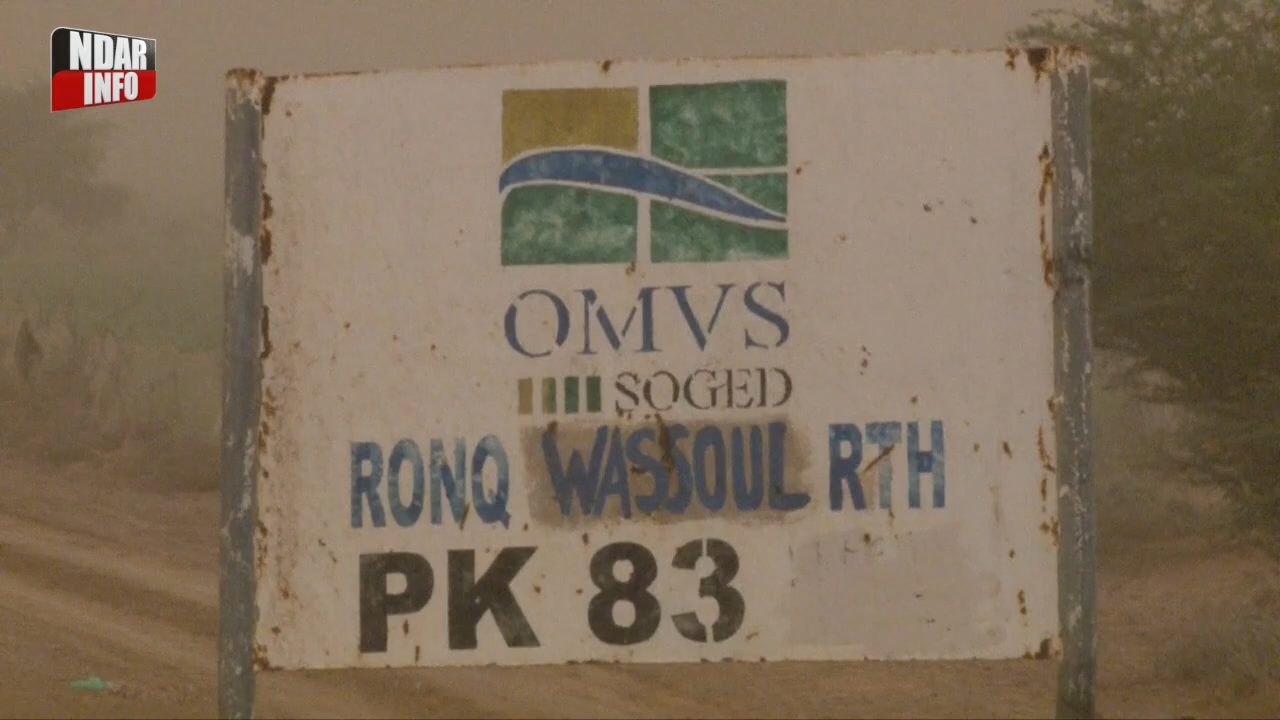 NDAR
INFO
OMVS
SOGED
RONQ WASSOUL RTH
PK 83